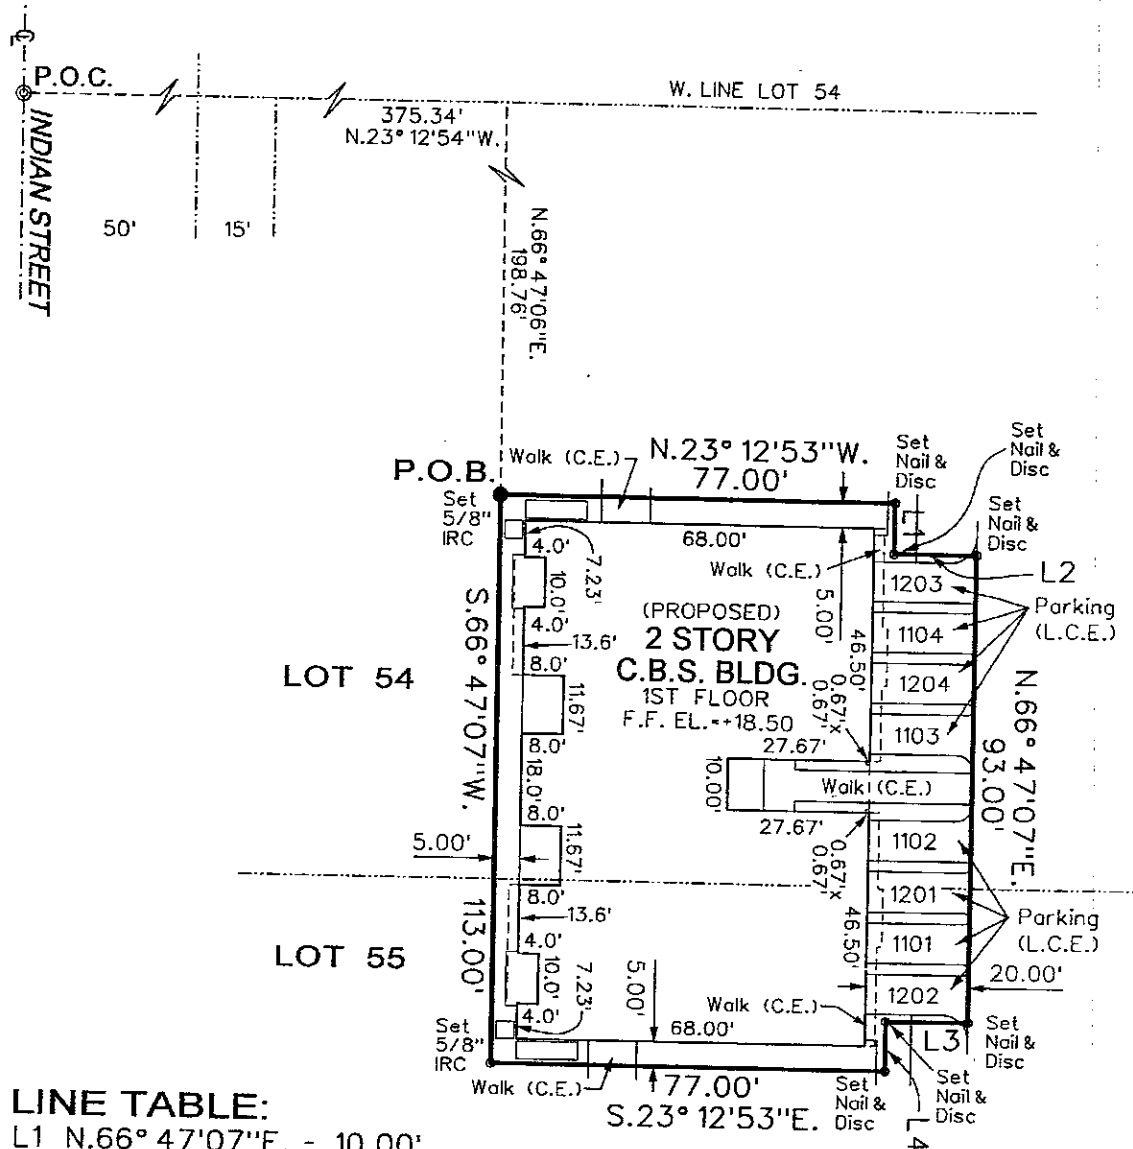 ℄
P.O.C.
W. LINE LOT 54
375.34'
N.23° 12'54"W.
INDIAN STREET
50'
15'
N.66° 47'06"E.
198.76'
P.O.B.
Set
5/8"
IRC
Walk (C.E.)
N.23° 12'53"W.
77.00'
Set
Nail &
Disc
Set
Nail &
Disc
Set
Nail &
Disc
L1
L2
68.00'
4.0'
7.23'
10.0'
4.0'
13.6'
8.0'
11.67'
8.0'
18.0'
8.0'
11.67'
8.0'
13.6'
4.0'
10.0'
7.23'
4.0'
Walk (C.E.)
5.00'
(PROPOSED)
2 STORY
C.B.S. BLDG.
1ST FLOOR
F.F. EL.=+18.50
46.50'
0.67'x
0.67'
27.67'
10.00'
Walk (C.E.)
27.67'
0.67'x
0.67'
46.50'
1203
1104
1204
1103
1102
1201
1101
1202
Parking
(L.C.E.)
Parking
(L.C.E.)
N.66° 47'07"E.
93.00'
20.00'
LOT 54
S.66° 47'07"W.
113.00'
5.00'
LOT 55
Set
5/8"
IRC
5.00'
68.00'
Walk (C.E.)
Walk (C.E.)
77.00'
S.23° 12'53"E.
L3
L4
Set
Nail &
Disc
Set
Nail &
Disc
Set
Nail &
Disc
LINE TABLE:
L1 N.66° 47'07"E. - 10.00'